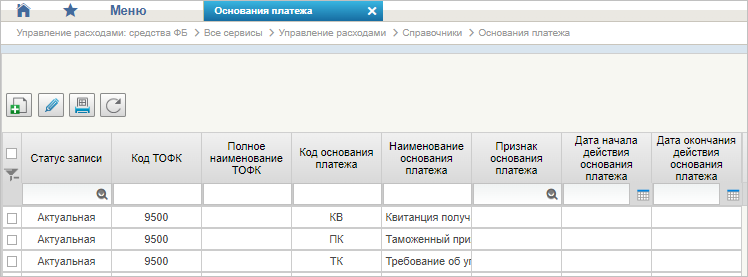 Меню
Основания платежа
Управление расходами: средства ФБ > Все сервисы > Управление расходами > Справочники > Основания платежа
Статус записи
Код ТОФК
Полное
наименование
ТОФК
Код основания
платежа
Наименование
основания
платежа
Признак
основания
платежа
Дата начала
действия
основания
платежа
Дата окончания
действия
основания
платежа
Актуальная 9500 КВ Квитанция получ
Актуальная 9500 ПК Таможенный при
Актуальная 9500 ТК Требование об уп